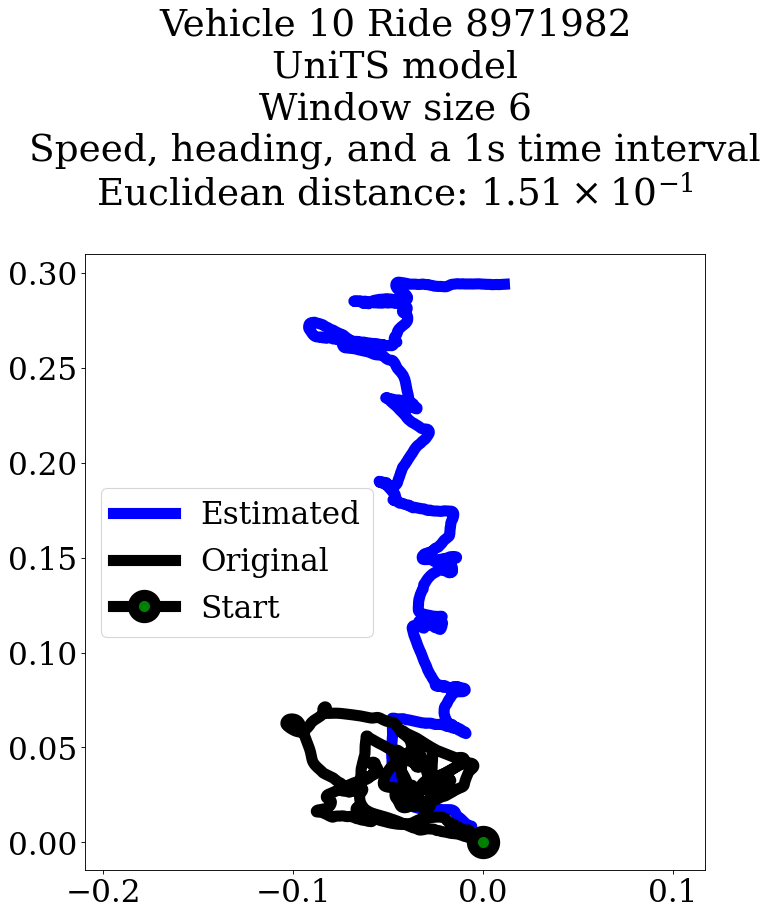 Vehicle 10 Ride 8971982
UniTS model
Window size 6
Speed, heading, and a 1s time interval
Euclidean distance: 1.51 × 10⁻¹
0.30
0.25
0.20
0.15
0.10
0.05
0.00
Estimated
Original
Start
−0.2
−0.1
0.0
0.1